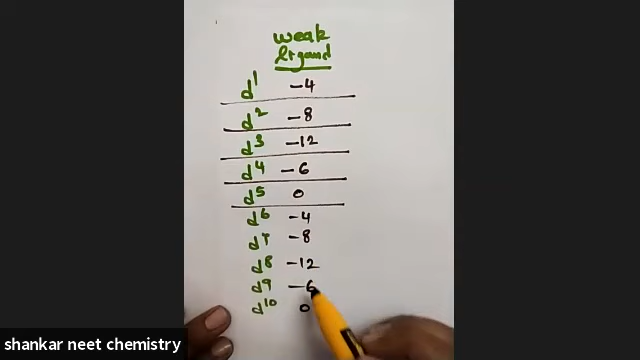 weak
ligand
d1 -4
d2 -8
d3 -12
d4 -6
d5 0
d6 -4
d7 -8
d8 -12
d9 -6
d10 0
shankar neet chemistry